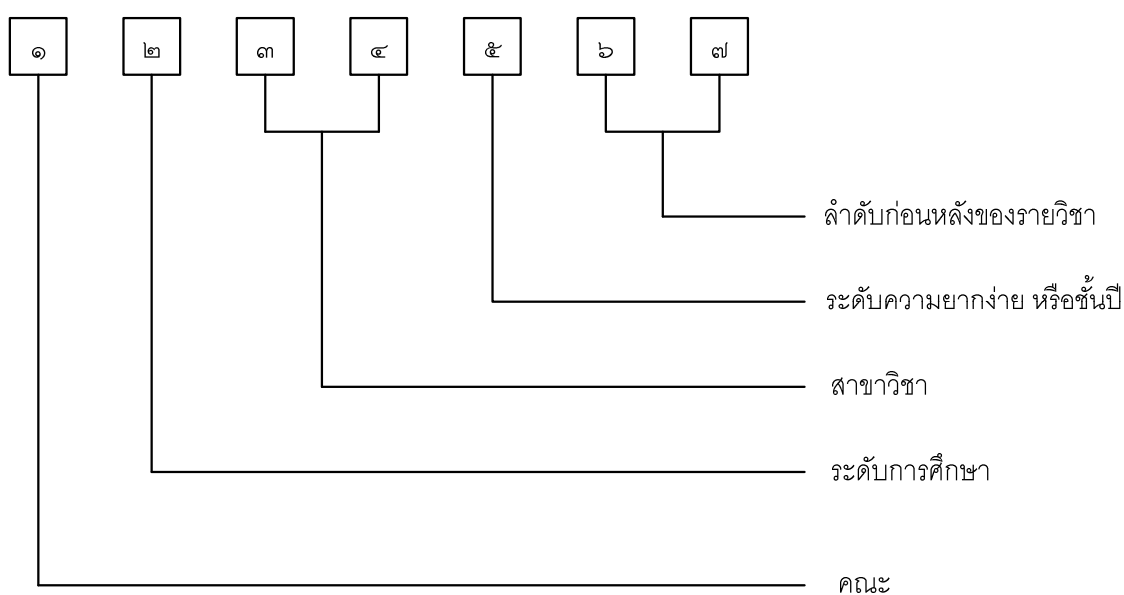 ๑ ๒ ๓ ๔ ๕ ๖ ๗
ลำดับก่อนหลังของรายวิชา
ระดับความยากง่าย หรือชั้นปี
สาขาวิชา
ระดับการศึกษา
คณะ